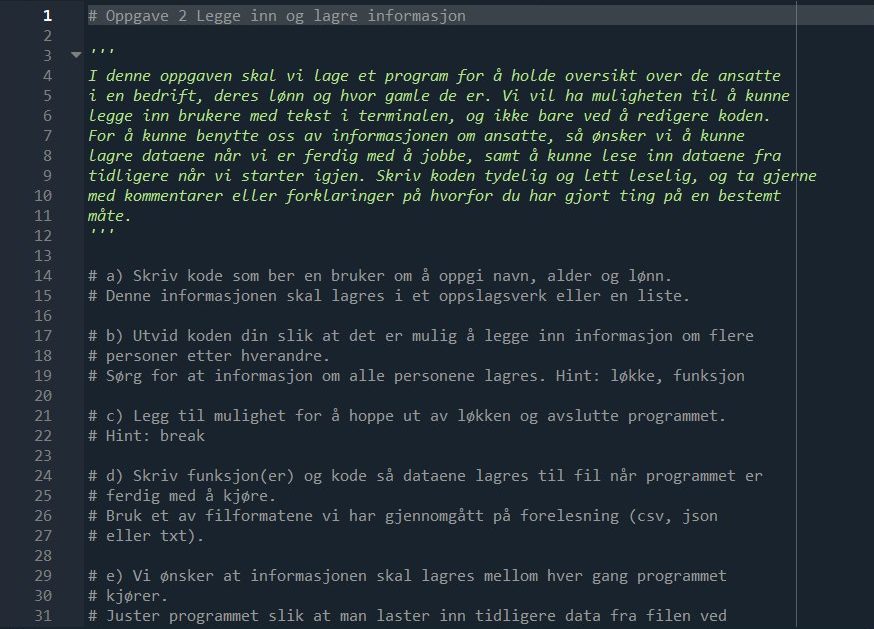 1 # Oppgave 2 Legge inn og lagre informasjon
2
3 '''
4 I denne oppgaven skal vi lage et program for å holde oversikt over de ansatte
5 i en bedrift, deres lønn og hvor gamle de er. Vi vil ha muligheten til å kunne
6 legge inn brukere med tekst i terminalen, og ikke bare ved å redigere koden.
7 For å kunne benytte oss av informasjonen om ansatte, så ønsker vi å kunne
8 lagre dataene når vi er ferdig med å jobbe, samt å kunne lese inn dataene fra
9 tidligere når vi starter igjen. Skriv koden tydelig og lett leselig, og ta gjerne
10 med kommentarer eller forklaringer på hvorfor du har gjort ting på en bestemt
11 måte.
12 '''
13
14 # a) Skriv kode som ber en bruker om å oppgi navn, alder og lønn.
15 # Denne informasjonen skal lagres i et oppslagsverk eller en liste.
16
17 # b) Utvid koden din slik at det er mulig å legge inn informasjon om flere
18 # personer etter hverandre.
19 # Sørg for at informasjon om alle personene lagres. Hint: løkke, funksjon
20
21 # c) Legg til mulighet for å hoppe ut av løkken og avslutte programmet.
22 # Hint: break
23
24 # d) Skriv funksjon(er) og kode så dataene lagres til fil når programmet er
25 # ferdig med å kjøre.
26 # Bruk et av filformatene vi har gjennomgått på forelesning (csv, json
27 # eller txt).
28
29 # e) Vi ønsker at informasjonen skal lagres mellom hver gang programmet
30 # kjører.
31 # Juster programmet slik at man laster inn tidligere data fra filen ved